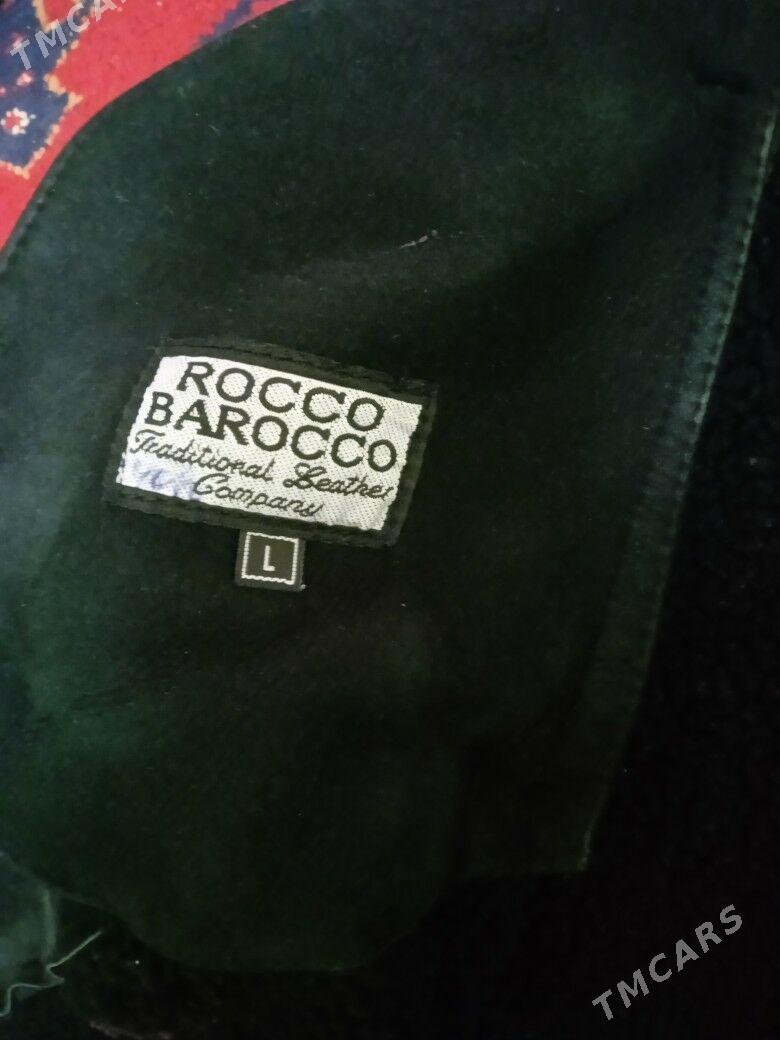 TMCARS
ROCCO
BAROCCO
Traditional Leather
Company
L
TMCARS